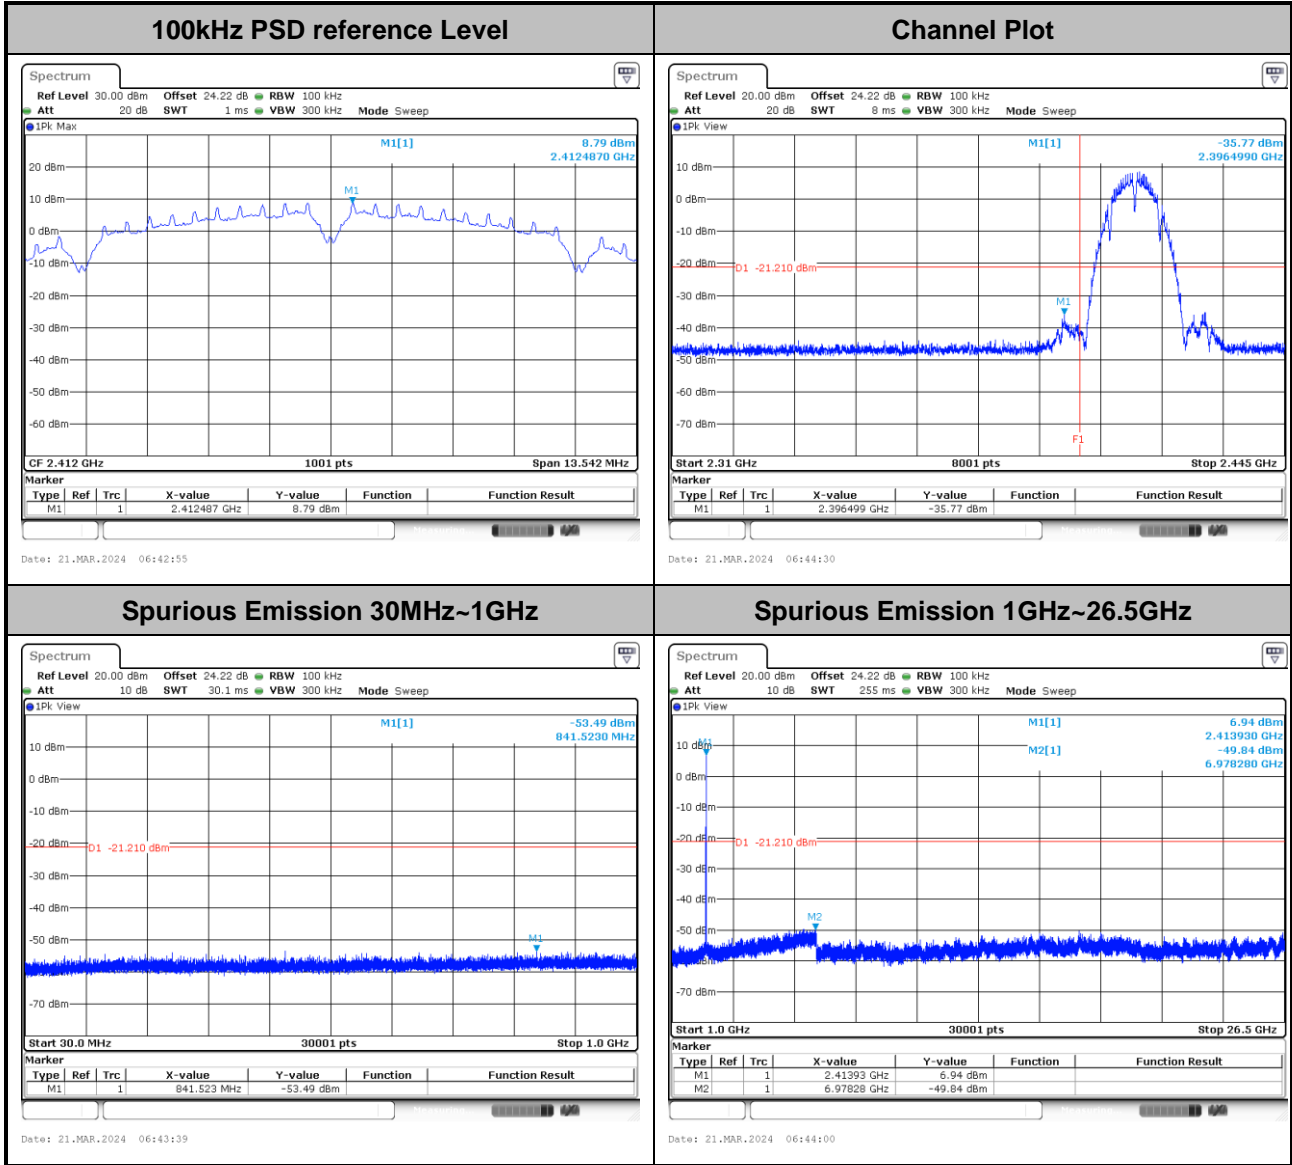 100kHz PSD reference Level
Spectrum
Ref Level 30.00 dBm Offset 24.22 dB RBW 100 kHz
Att 20 dB SWT 1 ms VBW 300 kHz Mode Sweep
1Pk Max
M1[1] 8.79 dBm
2.4124870 GHz
20 dBm
M1
10 dBm
0 dBm
-10 dBm
-20 dBm
-30 dBm
-40 dBm
-50 dBm
-60 dBm
CF 2.412 GHz 1001 pts Span 13.542 MHz
Marker
Type Ref Trc X-value Y-value Function Function Result
M1 1 2.412487 GHz 8.79 dBm
Date: 21.MAR.2024 06:42:55
Channel Plot
Spectrum
Ref Level 20.00 dBm Offset 24.22 dB RBW 100 kHz
Att 20 dB SWT 8 ms VBW 300 kHz Mode Sweep
1Pk View
M1[1] -35.77 dBm
2.3964990 GHz
10 dBm
0 dBm
-10 dBm
-20 dBm
D1 -21.210 dBm
-30 dBm
M1
-40 dBm
-50 dBm
-60 dBm
-70 dBm
F1
Start 2.31 GHz 8001 pts Stop 2.445 GHz
Marker
Type Ref Trc X-value Y-value Function Function Result
M1 1 2.396499 GHz -35.77 dBm
Date: 21.MAR.2024 06:44:30
Spurious Emission 30MHz~1GHz
Spectrum
Ref Level 20.00 dBm Offset 24.22 dB RBW 100 kHz
Att 10 dB SWT 30.1 ms VBW 300 kHz Mode Sweep
1Pk View
M1[1] -53.49 dBm
841.5230 MHz
10 dBm
0 dBm
-10 dBm
-20 dBm
D1 -21.210 dBm
-30 dBm
-40 dBm
-50 dBm
M1
-70 dBm
Start 30.0 MHz 30001 pts Stop 1.0 GHz
Marker
Type Ref Trc X-value Y-value Function Function Result
M1 1 841.523 MHz -53.49 dBm
Date: 21.MAR.2024 06:43:39
Spurious Emission 1GHz~26.5GHz
Spectrum
Ref Level 20.00 dBm Offset 24.22 dB RBW 100 kHz
Att 10 dB SWT 255 ms VBW 300 kHz Mode Sweep
1Pk View
M1[1] 6.94 dBm
2.413930 GHz
M2[1] -49.84 dBm
6.978280 GHz
10 dBm
M1
0 dBm
-10 dBm
-20 dBm
D1 -21.210 dBm
-30 dBm
-40 dBm
M2
-50 dBm
-70 dBm
Start 1.0 GHz 30001 pts Stop 26.5 GHz
Marker
Type Ref Trc X-value Y-value Function Function Result
M1 1 2.41393 GHz 6.94 dBm
M2 1 6.97828 GHz -49.84 dBm
Date: 21.MAR.2024 06:44:00